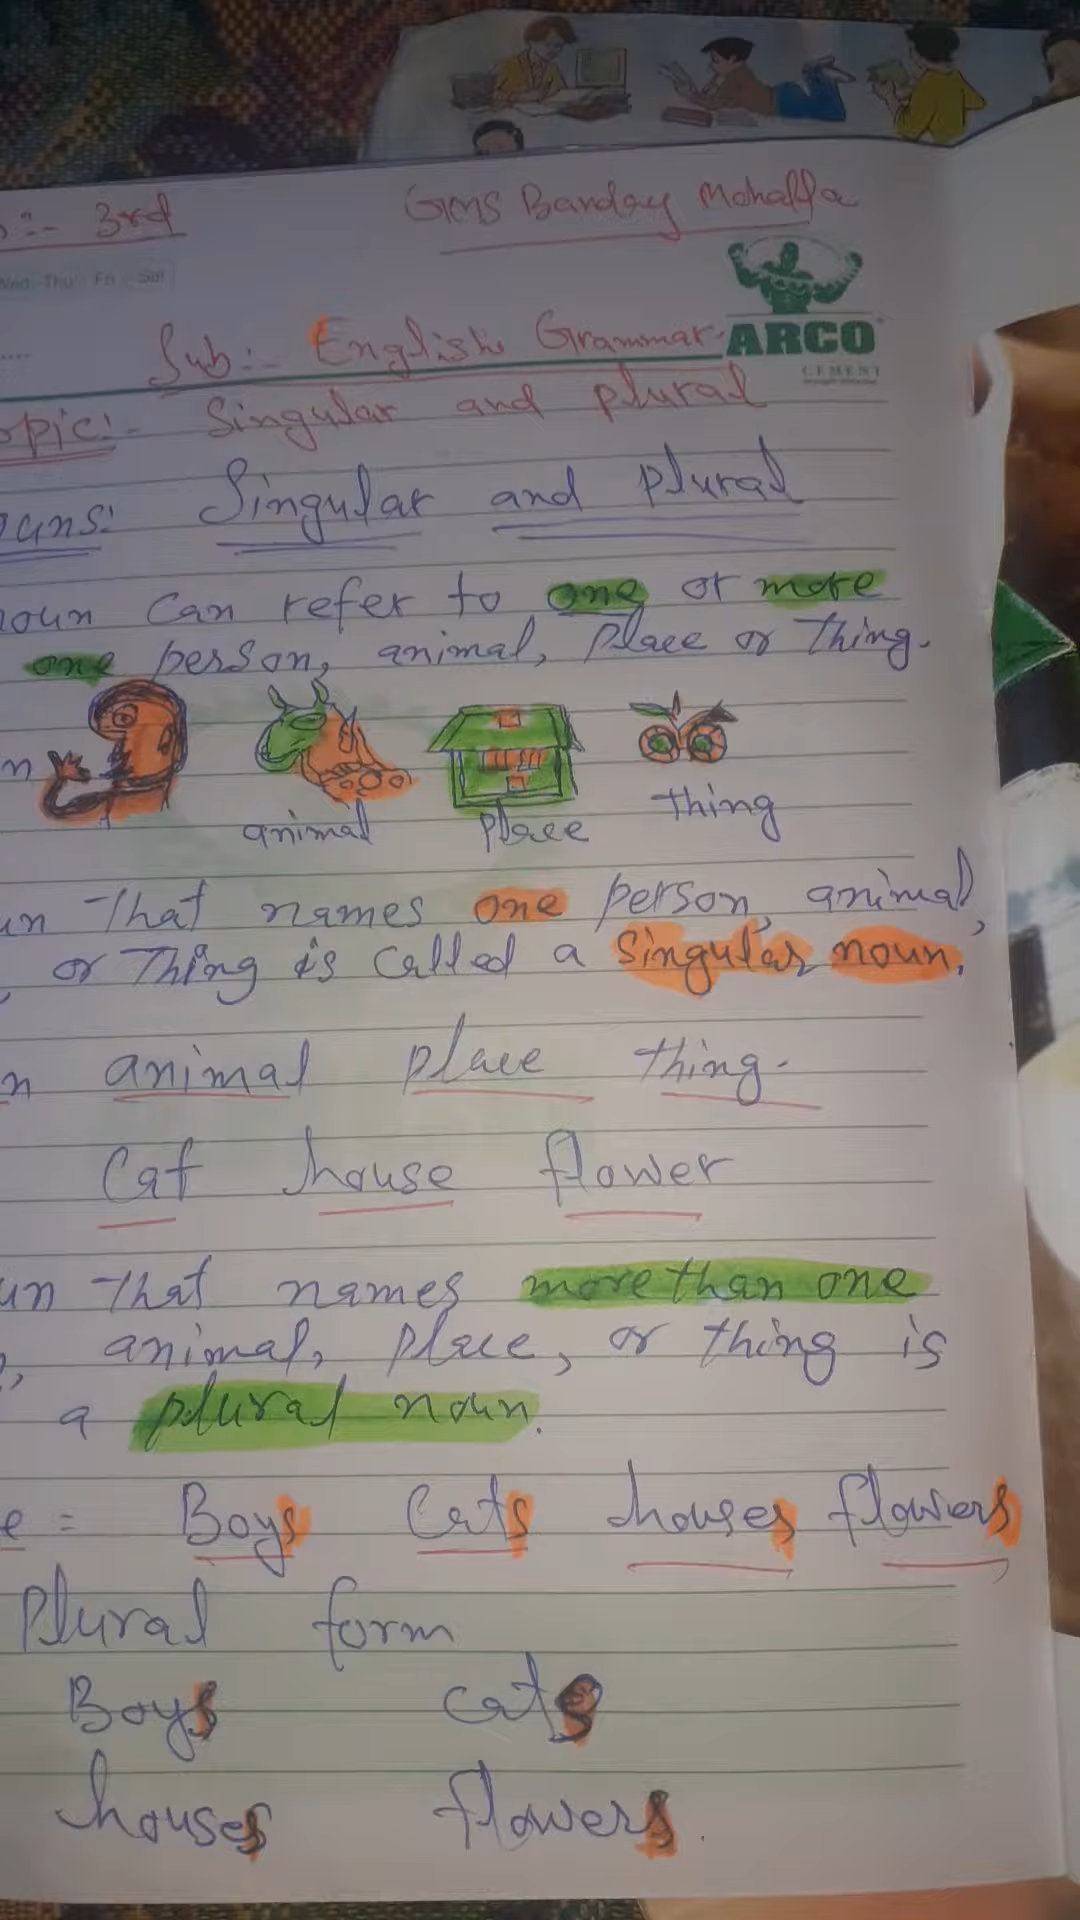 3rd GMS Banday Mohalla
Wed Thu Fri Sat
Sub:- English Grammar
ARCO
CEMENT
opic:- Singular and plural
ouns: Singular and plural
noun can refer to one or more
one person, animal, place or thing.
n
animal place thing
un that names one person, animal,
, or thing is called a singular noun.
n animal place thing.
Cat house flower
un that names more than one
, animal, place, or thing is
a plural noun.
e = Boys Cats houses flowers
Plural form
Boys cats
houses flowers.